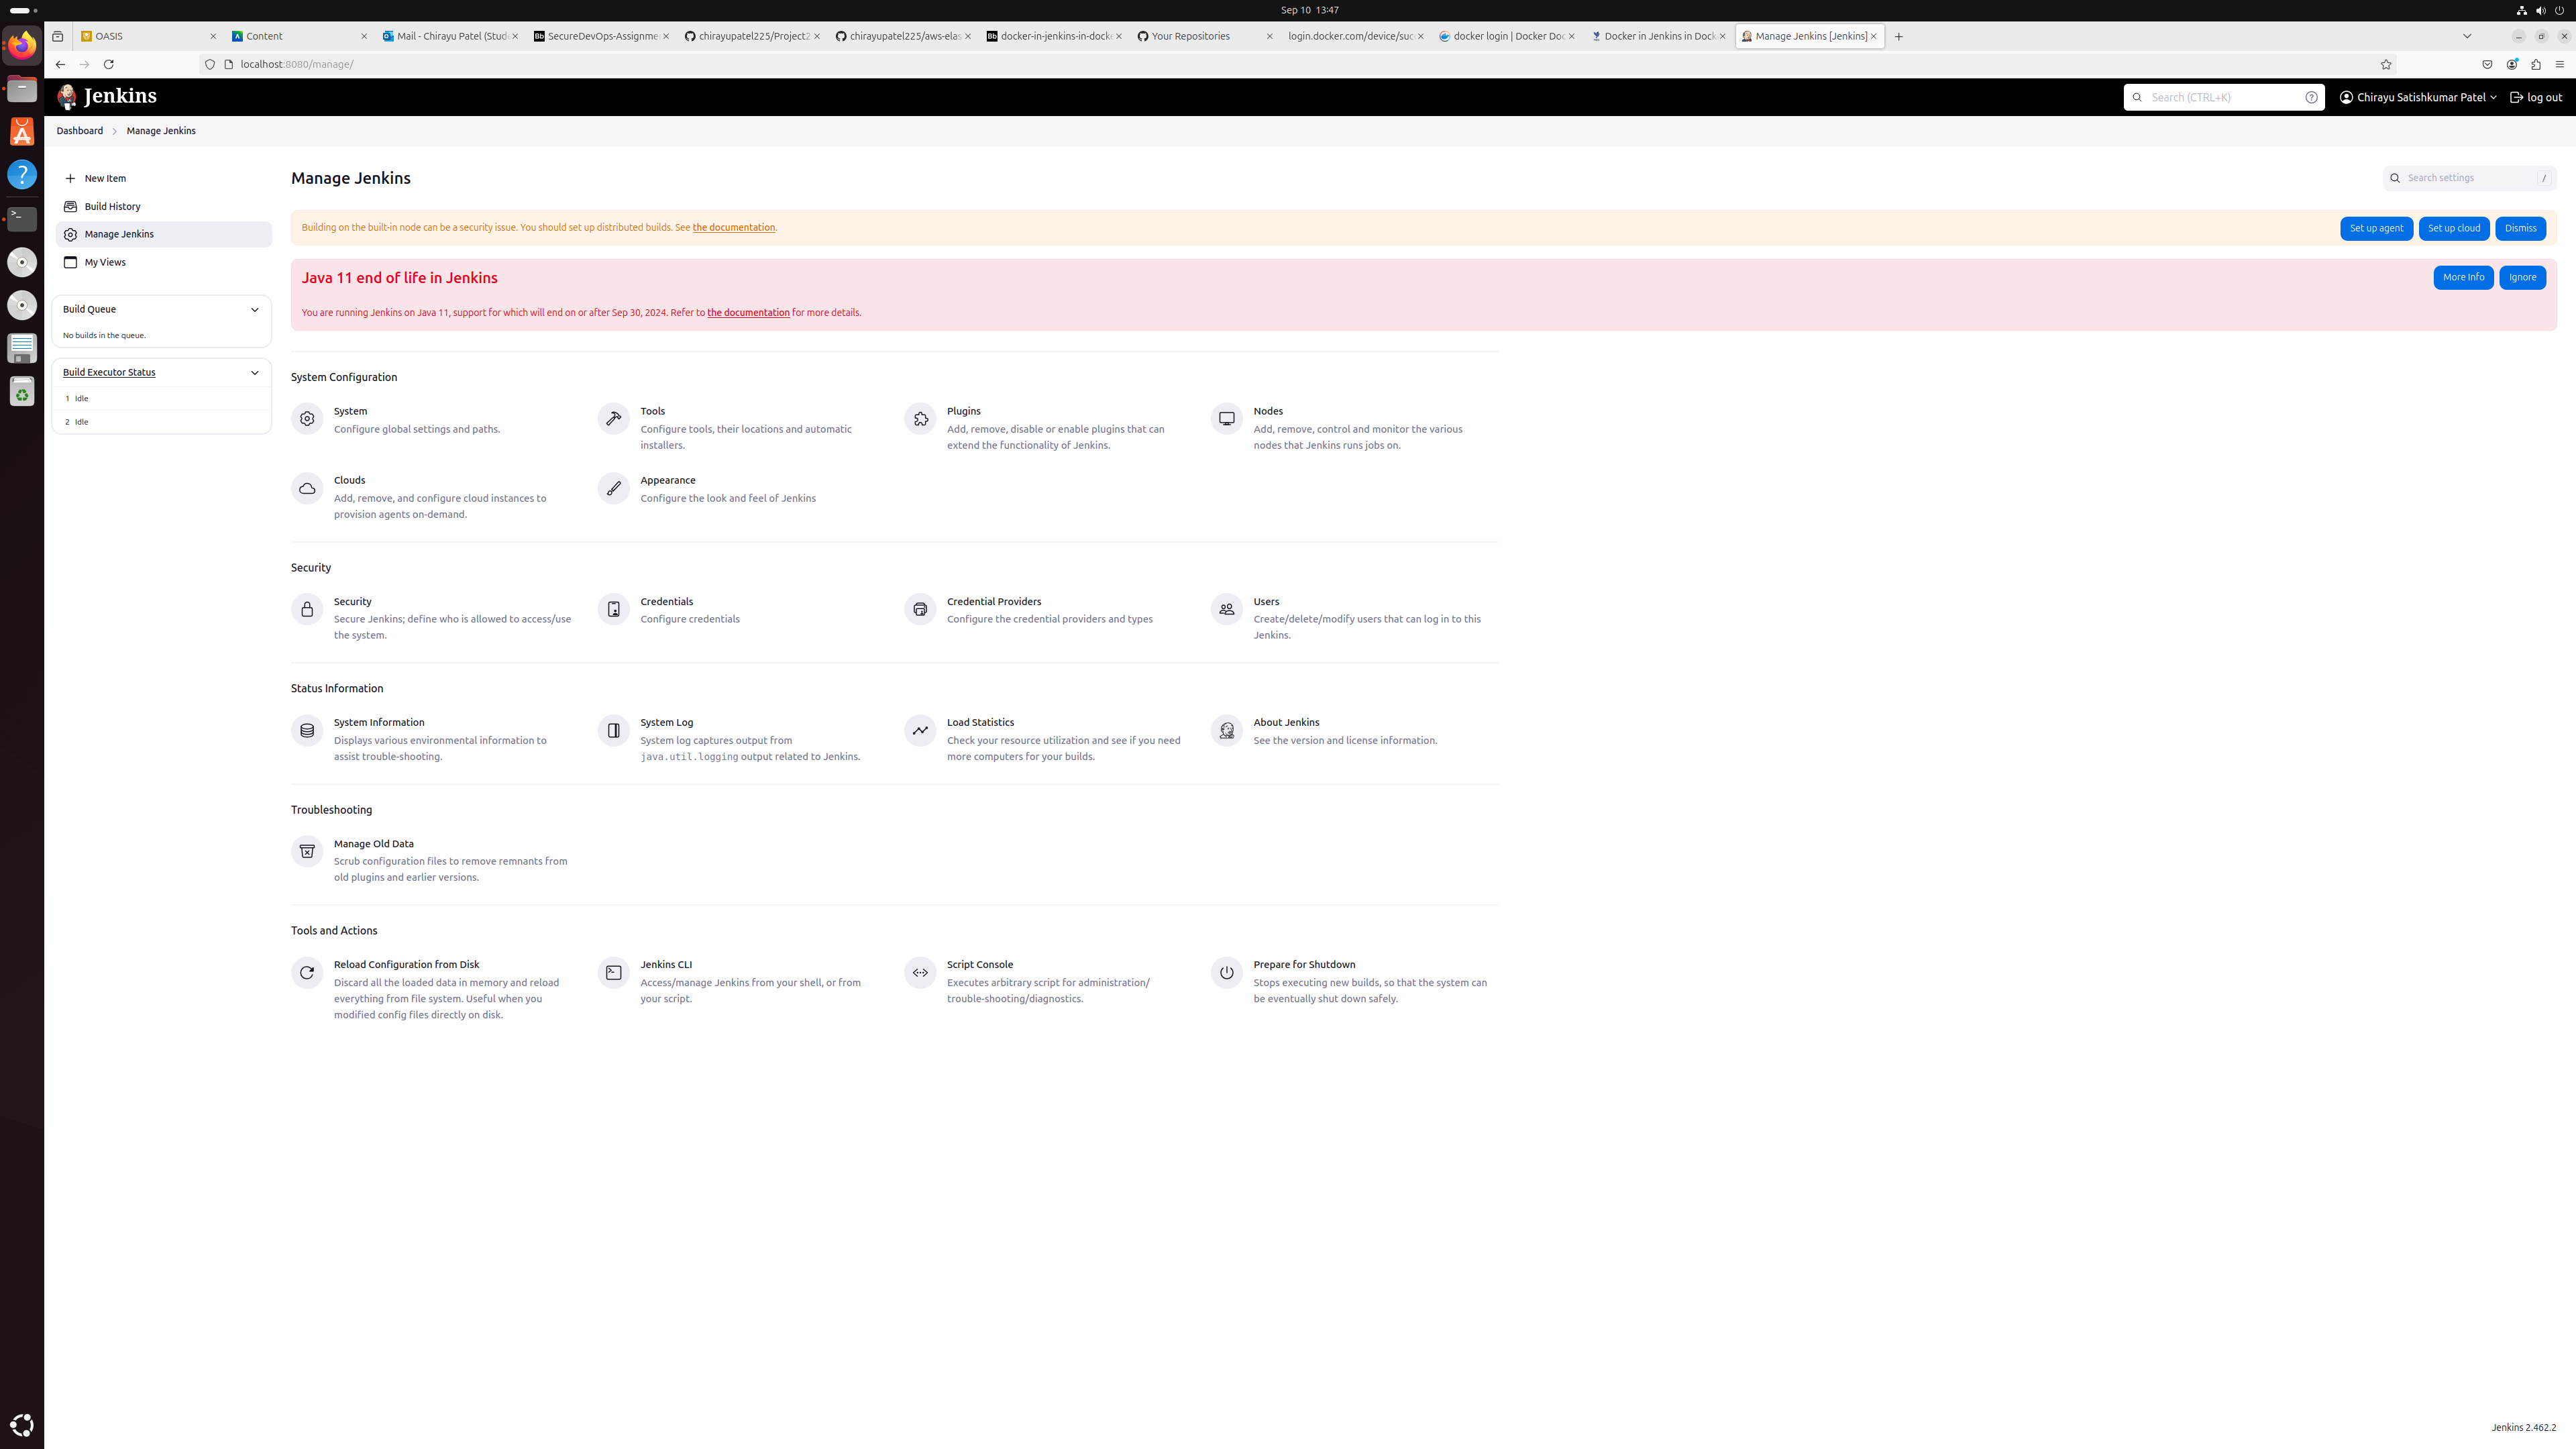 Sep 10 13:47
OASIS
Content
Mail - Chirayu Patel (Stud
SecureDevOps-Assignme
chirayupatel225/Project2
chirayupatel225/aws-elas
docker-in-jenkins-in-docke
Your Repositories
login.docker.com/device/suc
docker login | Docker Doc
Docker in Jenkins in Dock
Manage Jenkins [Jenkins]
localhost:8080/manage/
Jenkins
Search (CTRL+K)
Chirayu Satishkumar Patel
log out
Dashboard
Manage Jenkins
New Item
Build History
Manage Jenkins
My Views
Build Queue
No builds in the queue.
Build Executor Status
1 Idle
2 Idle
Manage Jenkins
Search settings
/
Building on the built-in node can be a security issue. You should set up distributed builds. See the documentation.
Set up agent
Set up cloud
Dismiss
Java 11 end of life in Jenkins
More Info
Ignore
You are running Jenkins on Java 11, support for which will end on or after Sep 30, 2024. Refer to the documentation for more details.
System Configuration
System
Configure global settings and paths.
Tools
Configure tools, their locations and automatic
installers.
Plugins
Add, remove, disable or enable plugins that can
extend the functionality of Jenkins.
Nodes
Add, remove, control and monitor the various
nodes that Jenkins runs jobs on.
Clouds
Add, remove, and configure cloud instances to
provision agents on-demand.
Appearance
Configure the look and feel of Jenkins
Security
Security
Secure Jenkins; define who is allowed to access/use
the system.
Credentials
Configure credentials
Credential Providers
Configure the credential providers and types
Users
Create/delete/modify users that can log in to this
Jenkins.
Status Information
System Information
Displays various environmental information to
assist trouble-shooting.
System Log
System log captures output from
java.util.logging output related to Jenkins.
Load Statistics
Check your resource utilization and see if you need
more computers for your builds.
About Jenkins
See the version and license information.
Troubleshooting
Manage Old Data
Scrub configuration files to remove remnants from
old plugins and earlier versions.
Tools and Actions
Reload Configuration from Disk
Discard all the loaded data in memory and reload
everything from file system. Useful when you
modified config files directly on disk.
Jenkins CLI
Access/manage Jenkins from your shell, or from
your script.
Script Console
Executes arbitrary script for administration/
trouble-shooting/diagnostics.
Prepare for Shutdown
Stops executing new builds, so that the system can
be eventually shut down safely.
Jenkins 2.462.2